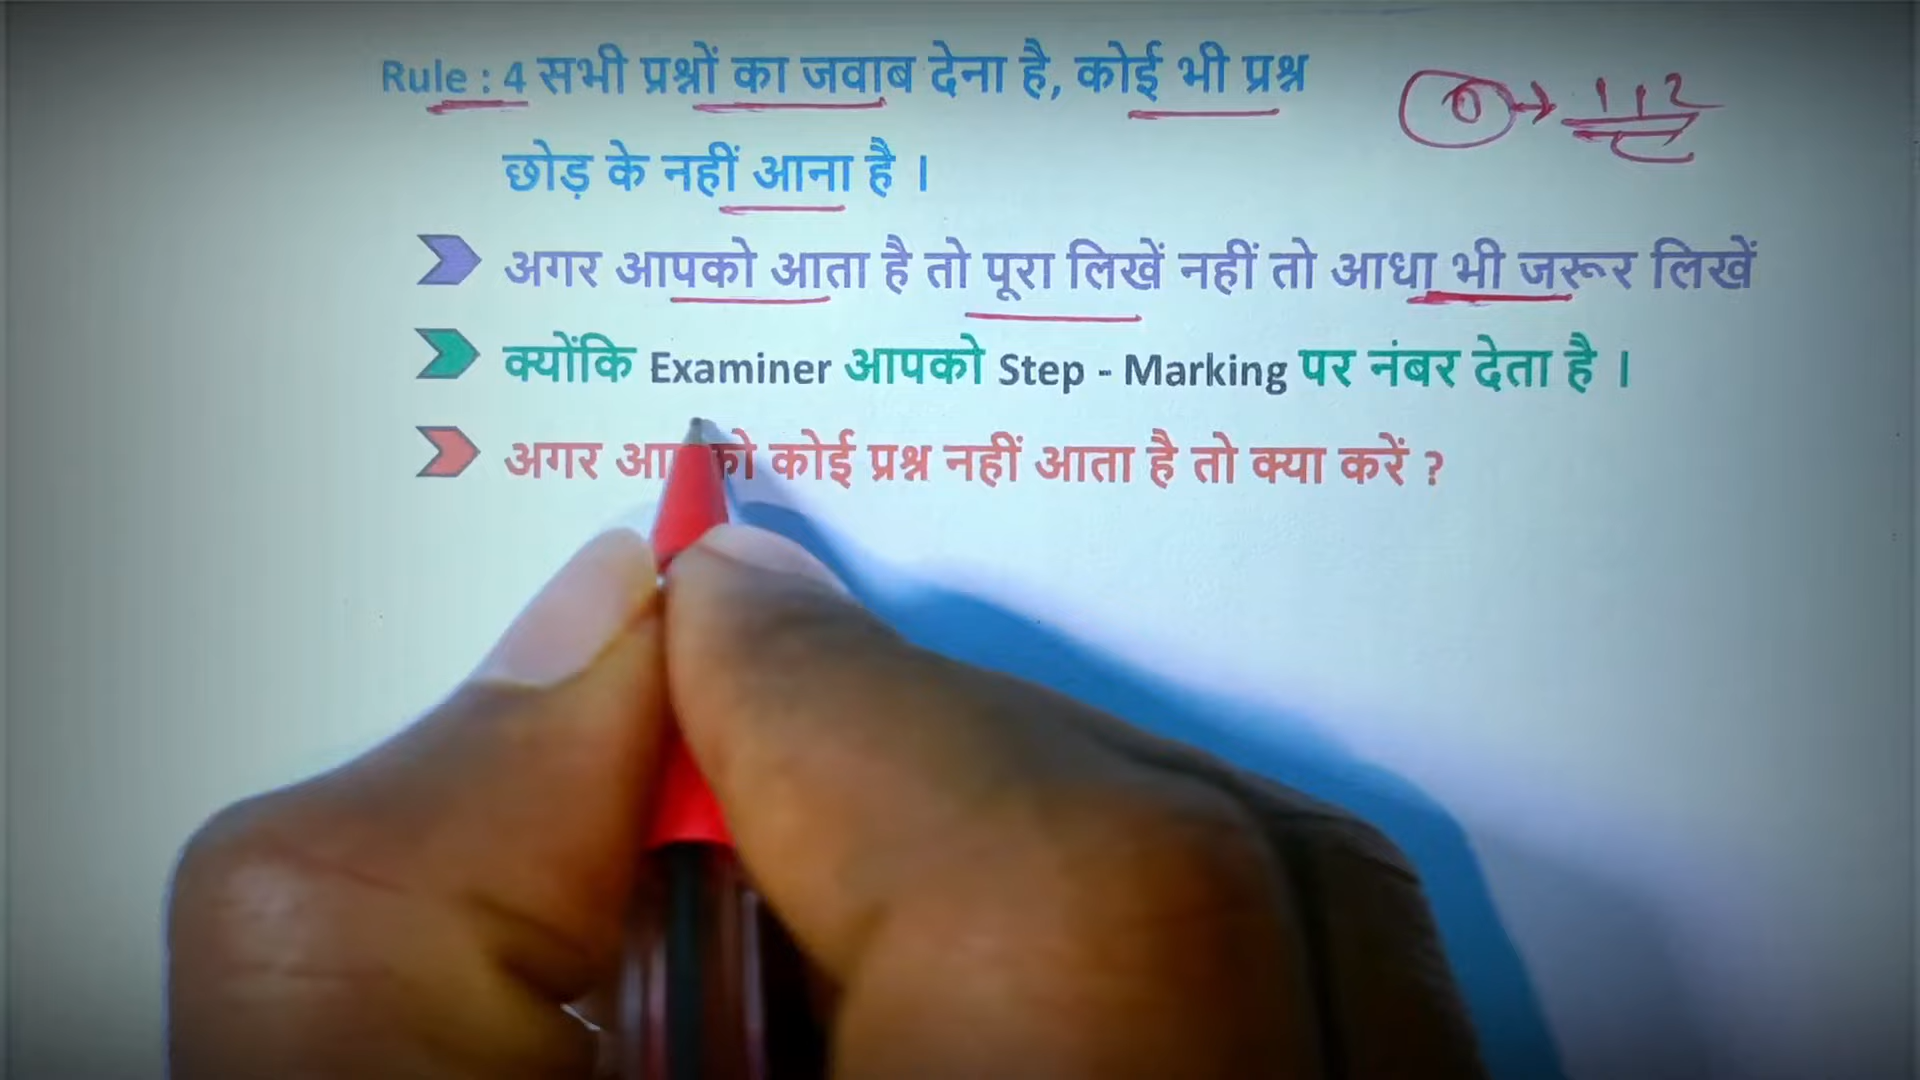 Rule : 4 सभी प्रश्नों का जवाब देना है, कोई भी प्रश्न
छोड़ के नहीं आना है ।
अगर आपको आता है तो पूरा लिखें नहीं तो आधा भी जरूर लिखें
क्योंकि Examiner आपको Step - Marking पर नंबर देता है ।
अगर आपको कोई प्रश्न नहीं आता है तो क्या करें ?